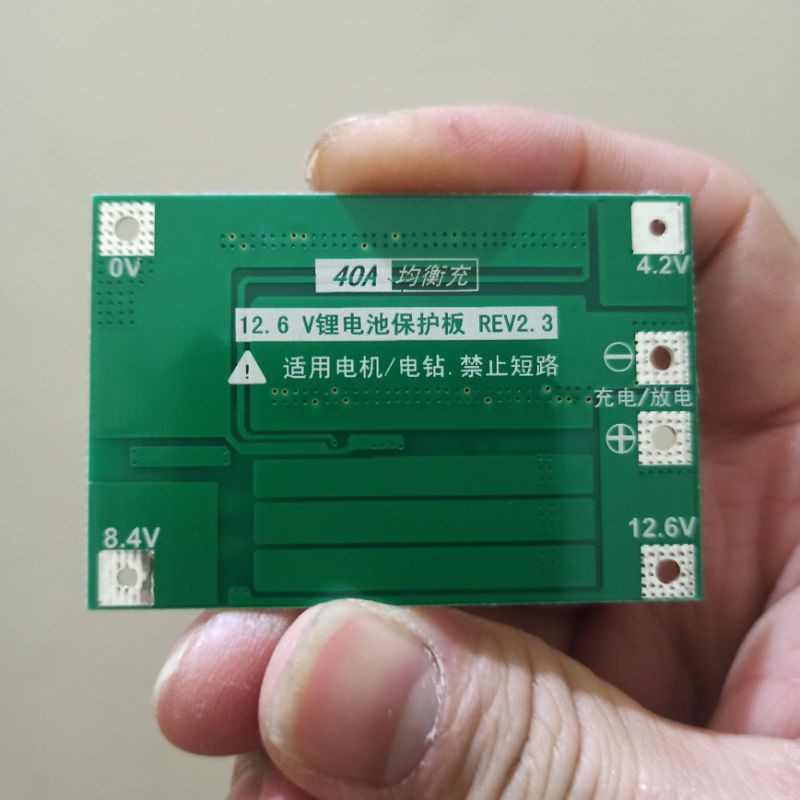 0V
4.2V
40A 均衡充
12.6 V锂电池保护板 REV2.3
! 适用电机/电钻.禁止短路
⊖
充电/放电
⊕
8.4V
12.6V